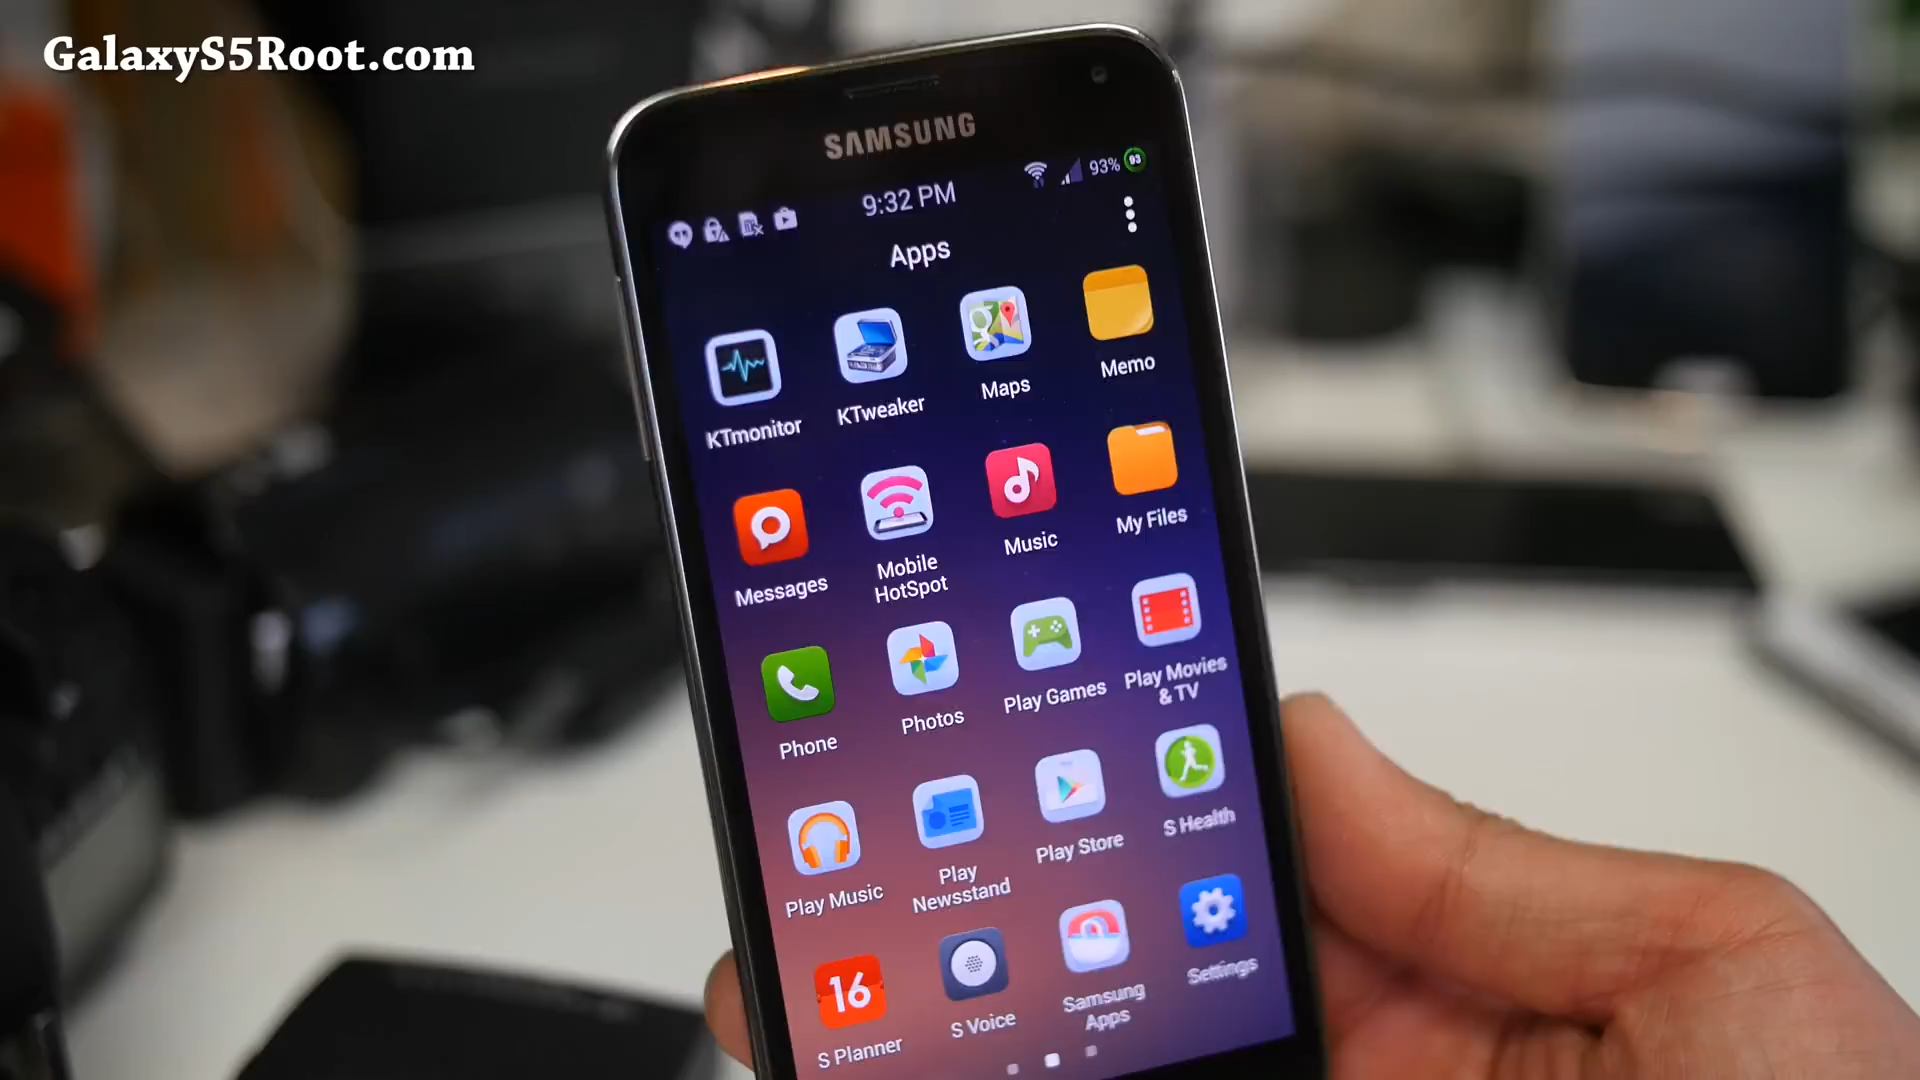 GalaxyS5Root.com
SAMSUNG
9:32 PM
93%
93
Apps
KTmonitor
KTweaker
Maps
Memo
Messages
Mobile
HotSpot
Music
My Files
Phone
Photos
Play Games
Play Movies
& TV
Play Music
Play
Newsstand
Play Store
S Health
16
S Planner
S Voice
Samsung
Apps
Settings